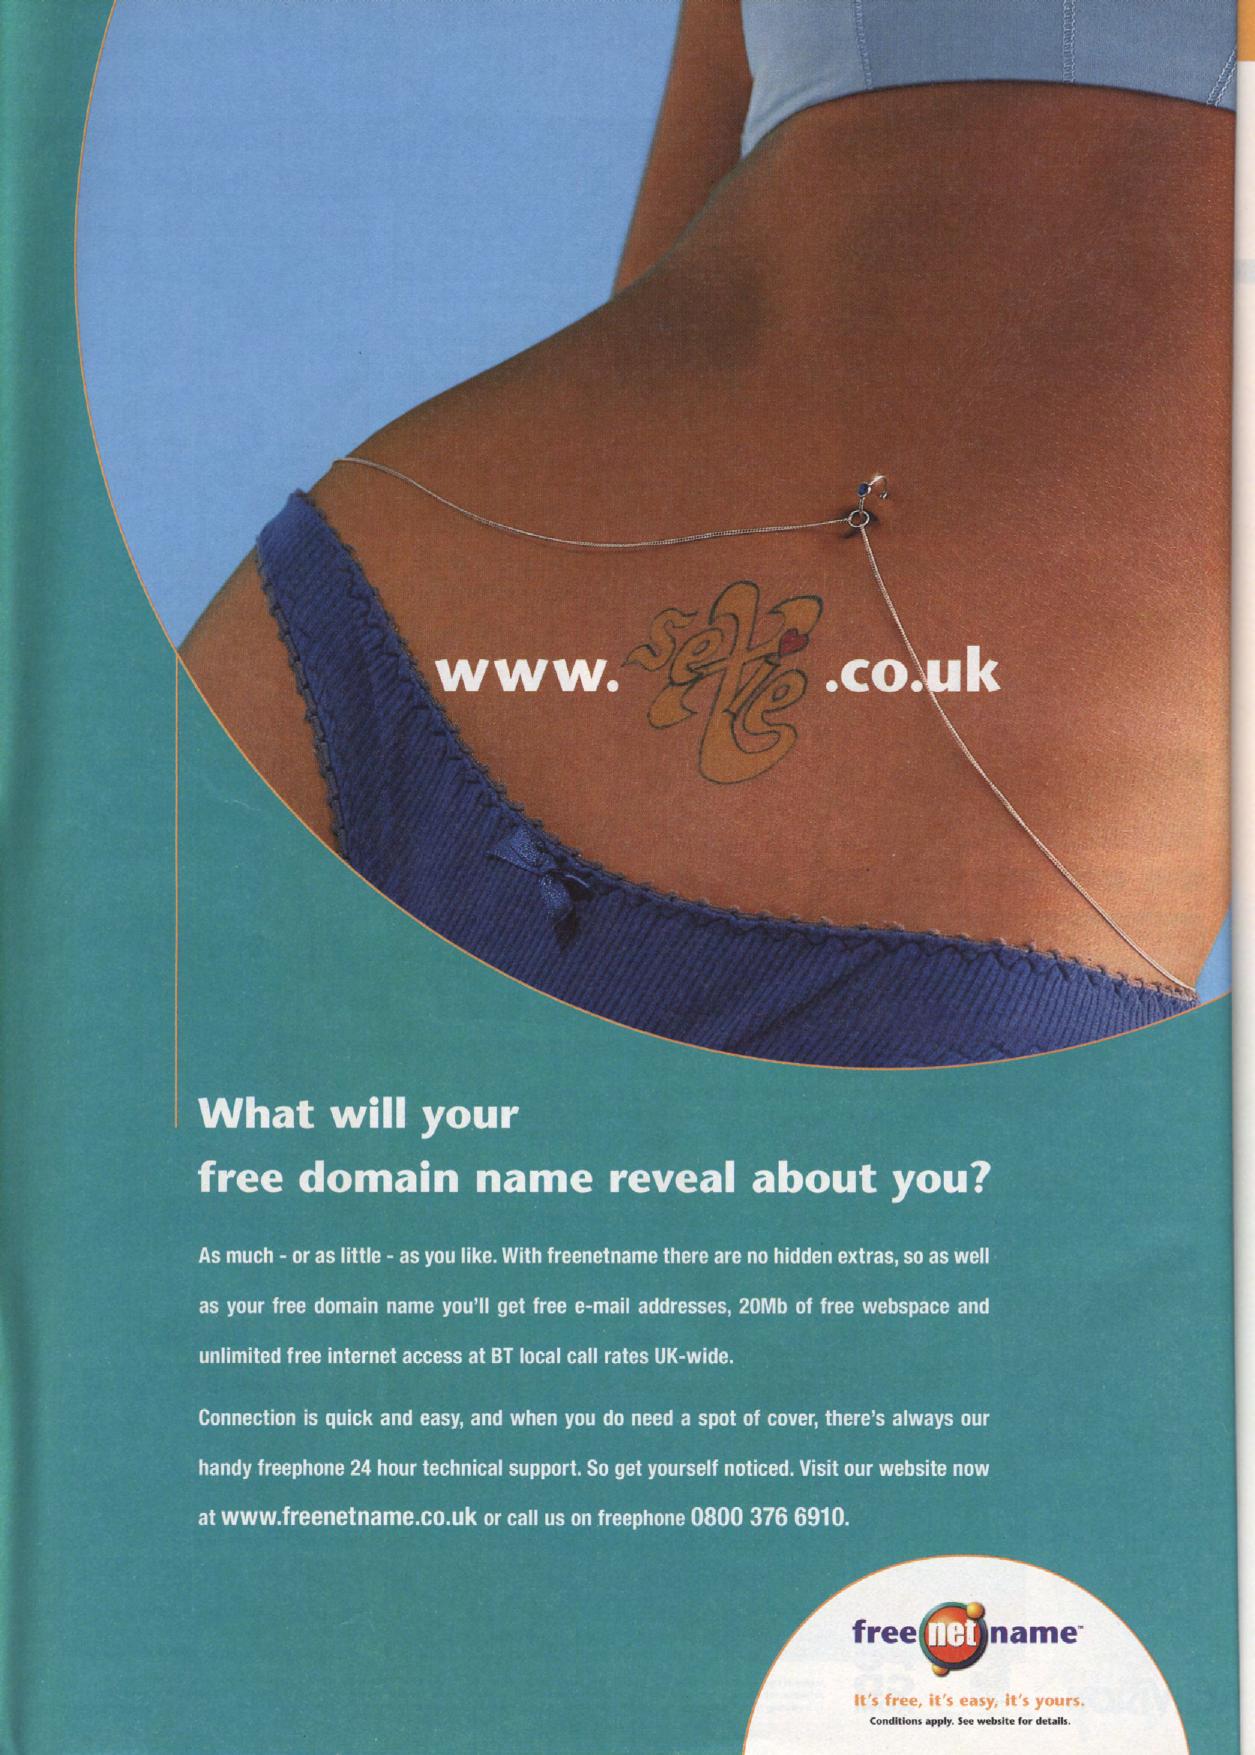 www.sexie.co.uk
What will your
free domain name reveal about you?
As much - or as little - as you like. With freenetname there are no hidden extras, so as well
as your free domain name you'll get free e-mail addresses, 20Mb of free webspace and
unlimited free internet access at BT local call rates UK-wide.
Connection is quick and easy, and when you do need a spot of cover, there's always our
handy freephone 24 hour technical support. So get yourself noticed. Visit our website now
at www.freenetname.co.uk or call us on freephone 0800 376 6910.
freenetname™
It's free, it's easy, it's yours.
Conditions apply. See website for details.